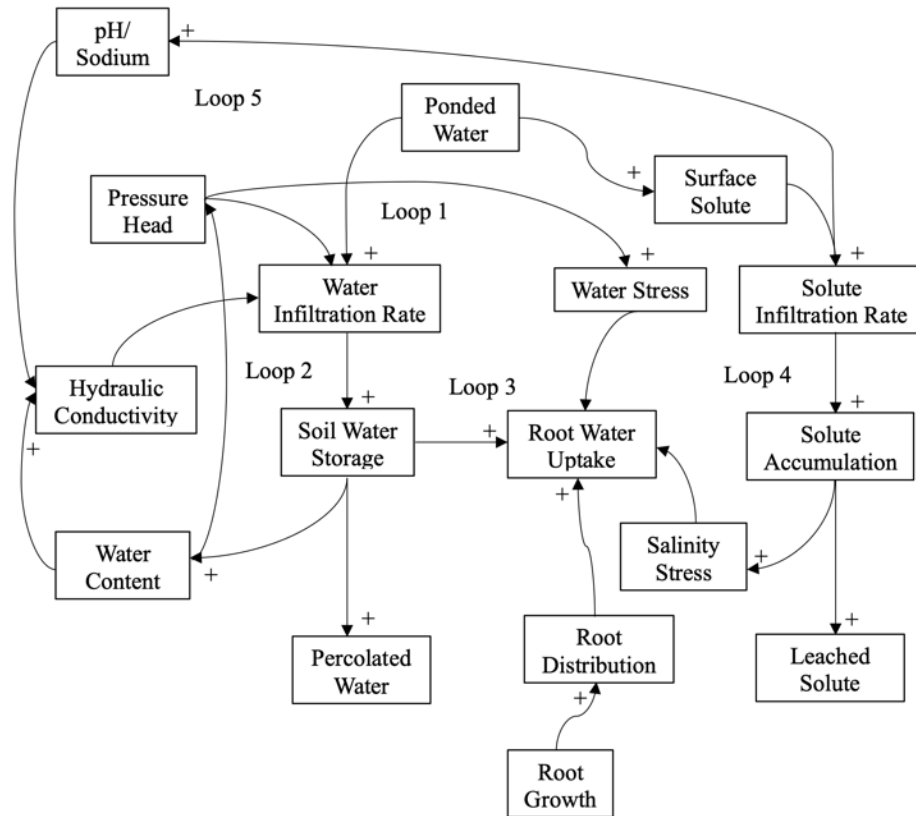 pH/
Sodium
+
Loop 5
Ponded
Water
+
Surface
Solute
Pressure
Head
Loop 1
+
+
+
Water
Infiltration Rate
Water Stress
Solute
Infiltration Rate
Hydraulic
Conductivity
+
Loop 2
+
Loop 3
Loop 4
+
Soil Water
Storage
+
Root Water
Uptake
+
Solute
Accumulation
Water
Content
+
Salinity
Stress
+
+
Percolated
Water
Root
Distribution
+
+
Leached
Solute
Root
Growth